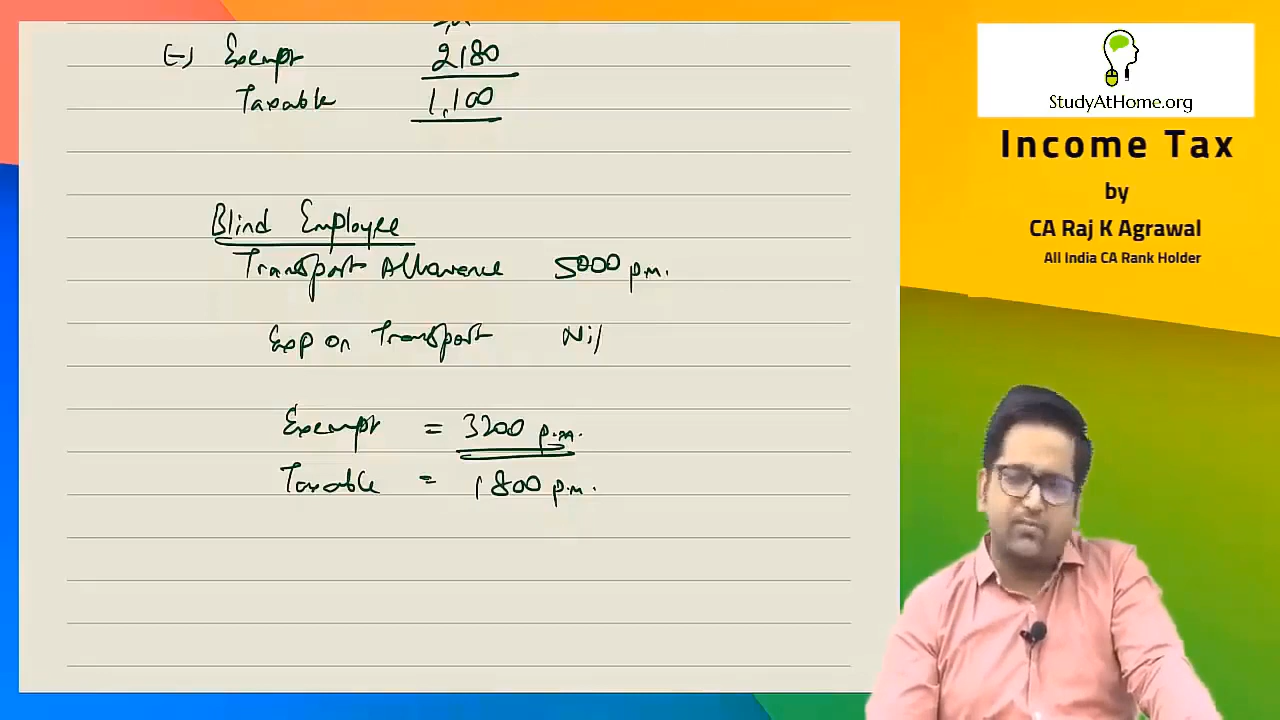 (-) Exempt 2180
Taxable 1,100
Blind Employee
Transport Allowance 5000 p.m.
Exp on Transport Nil
Exempt = 3200 p.m.
Taxable = 1800 p.m.
StudyAtHome.org
Income Tax
by
CA Raj K Agrawal
All India CA Rank Holder